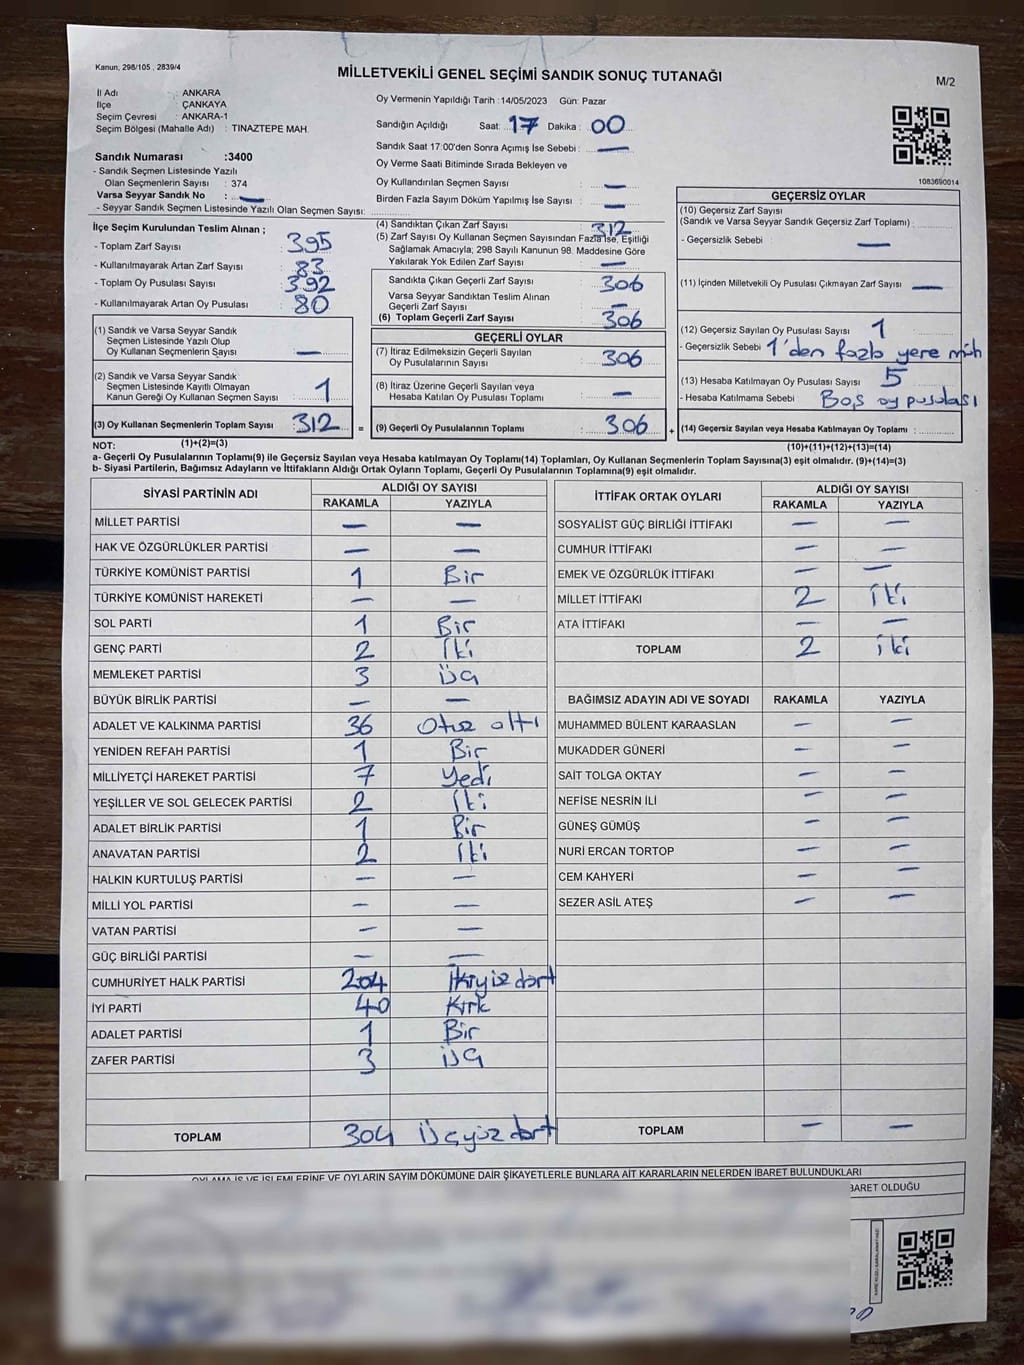 Kanun, 298/105 , 2839/4
MİLLETVEKİLİ GENEL SEÇİMİ SANDIK SONUÇ TUTANAĞI
M/2
İl Adı : ANKARA
İlçe : ÇANKAYA
Seçim Çevresi : ANKARA-1
Seçim Bölgesi (Mahalle Adı) : TINAZTEPE MAH.
Sandık Numarası :3400
- Sandık Seçmen Listesinde Yazılı
Olan Seçmenlerin Sayısı : 374
Varsa Seyyar Sandık No : —
- Seyyar Sandık Seçmen Listesinde Yazılı Olan Seçmen Sayısı:
Oy Vermenin Yapıldığı Tarih :14/05/2023 Gün: Pazar
Sandığın Açıldığı Saat: 17 Dakika : 00
Sandık Saat 17:00'den Sonra Açımış İse Sebebi : —
Oy Verme Saati Bitiminde Sırada Bekleyen ve
Oy Kullandırılan Seçmen Sayısı : —
Birden Fazla Sayım Döküm Yapılmış İse Sayısı : —
1083690014
İlçe Seçim Kurulundan Teslim Alınan ;
- Toplam Zarf Sayısı : 395
- Kullanılmayarak Artan Zarf Sayısı : 83
- Toplam Oy Pusulası Sayısı : 392
- Kullanılmayarak Artan Oy Pusulası : 80
(1) Sandık ve Varsa Seyyar Sandık
Seçmen Listesinde Yazılı Olup
Oy Kullanan Seçmenlerin Sayısı : —
(2) Sandık ve Varsa Seyyar Sandık
Seçmen Listesinde Kayıtlı Olmayan
Kanun Gereği Oy Kullanan Seçmen Sayısı : 1
(3) Oy Kullanan Seçmenlerin Toplam Sayısı : 312 =
(4) Sandıktan Çıkan Zarf Sayısı : 312
(5) Zarf Sayısı Oy Kullanan Seçmen Sayısından Fazla İse, Eşitliği
Sağlamak Amacıyla; 298 Sayılı Kanunun 98. Maddesine Göre
Yakılarak Yok Edilen Zarf Sayısı : —
Sandıkta Çıkan Geçerli Zarf Sayısı : 306
Varsa Seyyar Sandıktan Teslim Alınan
Geçerli Zarf Sayısı : —
(6) Toplam Geçerli Zarf Sayısı : 306
GEÇERLİ OYLAR
(7) İtiraz Edilmeksizin Geçerli Sayılan
Oy Pusulalarının Sayısı : 306
(8) İtiraz Üzerine Geçerli Sayılan veya
Hesaba Katılan Oy Pusulası Toplamı : —
(9) Geçerli Oy Pusulalarının Toplamı : 306 +
GEÇERSİZ OYLAR
(10) Geçersiz Zarf Sayısı
(Sandık ve Varsa Seyyar Sandık Geçersiz Zarf Toplamı) :
- Geçersizlik Sebebi : —
(11) İçinden Milletvekili Oy Pusulası Çıkmayan Zarf Sayısı : —
(12) Geçersiz Sayılan Oy Pusulası Sayısı : 1
- Geçersizlik Sebebi : 1'den fazla yere müh
(13) Hesaba Katılmayan Oy Pusulası Sayısı : 5
- Hesaba Katılmama Sebebi : Boş oy pusulası
(14) Geçersiz Sayılan veya Hesaba Katılmayan Oy Pusulası Toplamı :
NOT: (1)+(2)=(3) (10)+(11)+(12)+(13)=(14)
a- Geçerli Oy Pusulalarının Toplamı(9) ile Geçersiz Sayılan veya Hesaba katılmayan Oy Toplamı(14) Toplamları, Oy Kullanan Seçmenlerin Toplam Sayısına(3) eşit olmalıdır. (9)+(14)=(3)
b- Siyasi Partilerin, Bağımsız Adayların ve İttifakların Aldığı Ortak Oyların Toplamı, Geçerli Oy Pusulalarının Toplamına(9) eşit olmalıdır.
SİYASİ PARTİNİN ADI ALDIĞI OY SAYISI
RAKAMLA YAZIYLA
MİLLET PARTİSİ — —
HAK VE ÖZGÜRLÜKLER PARTİSİ — —
TÜRKİYE KOMÜNİST PARTİSİ 1 Bir
TÜRKİYE KOMÜNİST HAREKETİ — —
SOL PARTİ 1 Bir
GENÇ PARTİ 2 İki
MEMLEKET PARTİSİ 3 üç
BÜYÜK BİRLİK PARTİSİ — —
ADALET VE KALKINMA PARTİSİ 36 Otuz altı
YENİDEN REFAH PARTİSİ 1 Bir
MİLLİYETÇİ HAREKET PARTİSİ 7 Yedi
YEŞİLLER VE SOL GELECEK PARTİSİ 2 İki
ADALET BİRLİK PARTİSİ 1 Bir
ANAVATAN PARTİSİ 2 İki
HALKIN KURTULUŞ PARTİSİ — —
MİLLİ YOL PARTİSİ — —
VATAN PARTİSİ — —
GÜÇ BİRLİĞİ PARTİSİ — —
CUMHURİYET HALK PARTİSİ 204 İkiyüz dört
İYİ PARTİ 40 Kırk
ADALET PARTİSİ 1 Bir
ZAFER PARTİSİ 3 üç
TOPLAM 304 üçyüz dört
İTTİFAK ORTAK OYLARI ALDIĞI OY SAYISI
RAKAMLA YAZIYLA
SOSYALİST GÜÇ BİRLİĞİ İTTİFAKI — —
CUMHUR İTTİFAKI — —
EMEK VE ÖZGÜRLÜK İTTİFAKI — —
MİLLET İTTİFAKI 2 İki
ATA İTTİFAKI — —
TOPLAM 2 iki
BAĞIMSIZ ADAYIN ADI VE SOYADI RAKAMLA YAZIYLA
MUHAMMED BÜLENT KARAASLAN — —
MUKADDER GÜNERİ — —
SAİT TOLGA OKTAY — —
NEFİSE NESRİN İLİ — —
GÜNEŞ GÜMÜŞ — —
NURİ ERCAN TORTOP — —
CEM KAHYERİ — —
SEZER ASİL ATEŞ — —
TOPLAM — —
OYLAMA İŞ VE İŞLEMLERİNE VE OYLARIN SAYIM DÖKÜMÜNE DAİR ŞİKAYETLERLE BUNLARA AİT KARARLARIN NELERDEN İBARET BULUNDUKLARI
BARET OLDUĞU